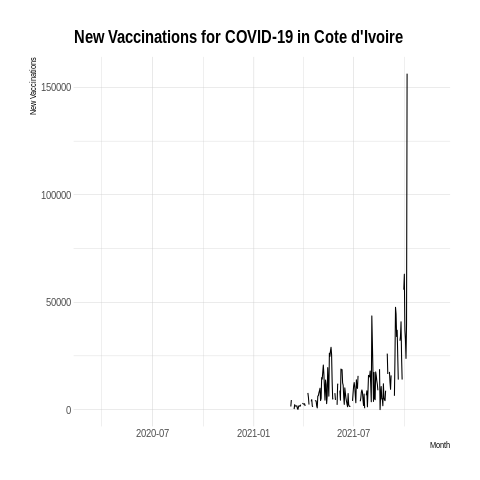 New Vaccinations for COVID-19 in Cote d'Ivoire
New Vaccinations
150000
100000
50000
0
2020-07 2021-01 2021-07
Month